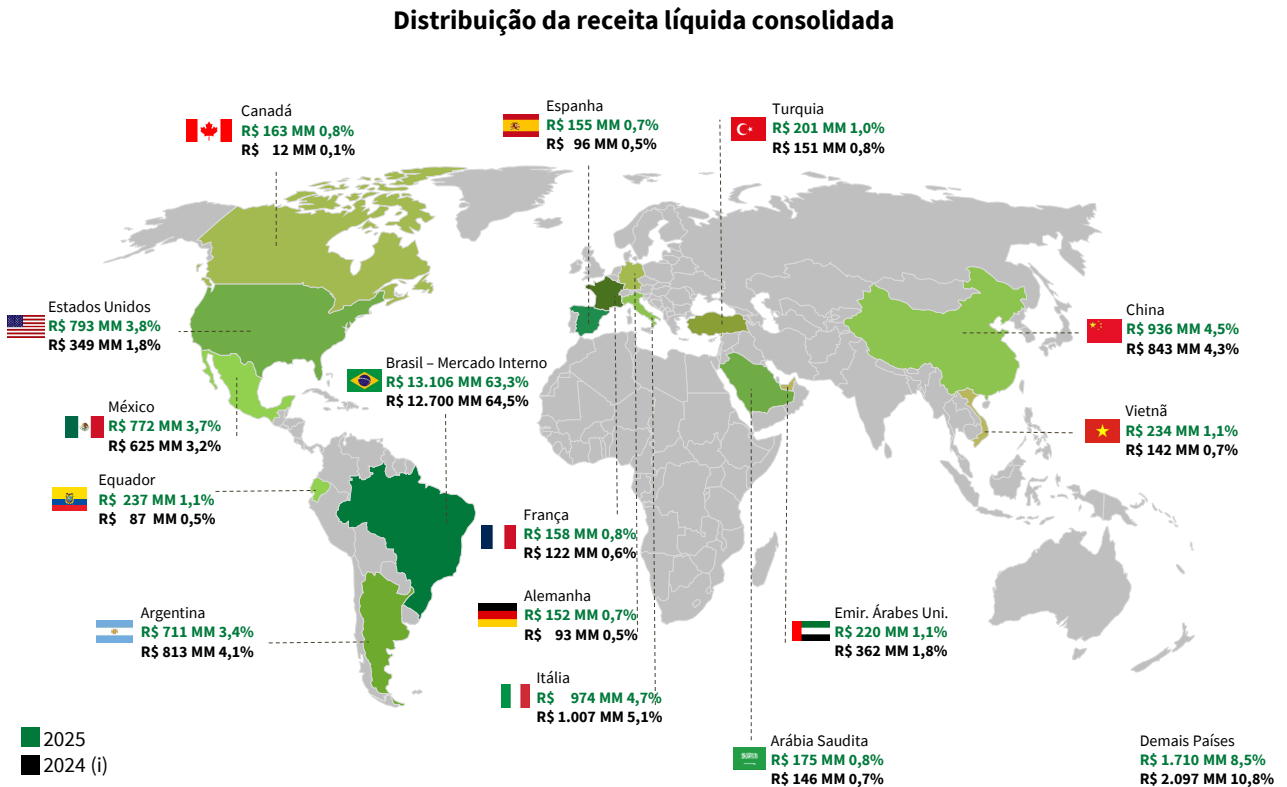 Distribuição da receita líquida consolidada
Canadá
R$ 163 MM 0,8%
R$ 12 MM 0,1%
Espanha
R$ 155 MM 0,7%
R$ 96 MM 0,5%
Turquia
R$ 201 MM 1,0%
R$ 151 MM 0,8%
Estados Unidos
R$ 793 MM 3,8%
R$ 349 MM 1,8%
China
R$ 936 MM 4,5%
R$ 843 MM 4,3%
Brasil – Mercado Interno
R$ 13.106 MM 63,3%
R$ 12.700 MM 64,5%
México
R$ 772 MM 3,7%
R$ 625 MM 3,2%
Vietnã
R$ 234 MM 1,1%
R$ 142 MM 0,7%
Equador
R$ 237 MM 1,1%
R$ 87 MM 0,5%
França
R$ 158 MM 0,8%
R$ 122 MM 0,6%
Alemanha
R$ 152 MM 0,7%
R$ 93 MM 0,5%
Argentina
R$ 711 MM 3,4%
R$ 813 MM 4,1%
Emir. Árabes Uni.
R$ 220 MM 1,1%
R$ 362 MM 1,8%
Itália
R$ 974 MM 4,7%
R$ 1.007 MM 5,1%
2025
2024 (i)
Arábia Saudita
R$ 175 MM 0,8%
R$ 146 MM 0,7%
Demais Países
R$ 1.710 MM 8,5%
R$ 2.097 MM 10,8%